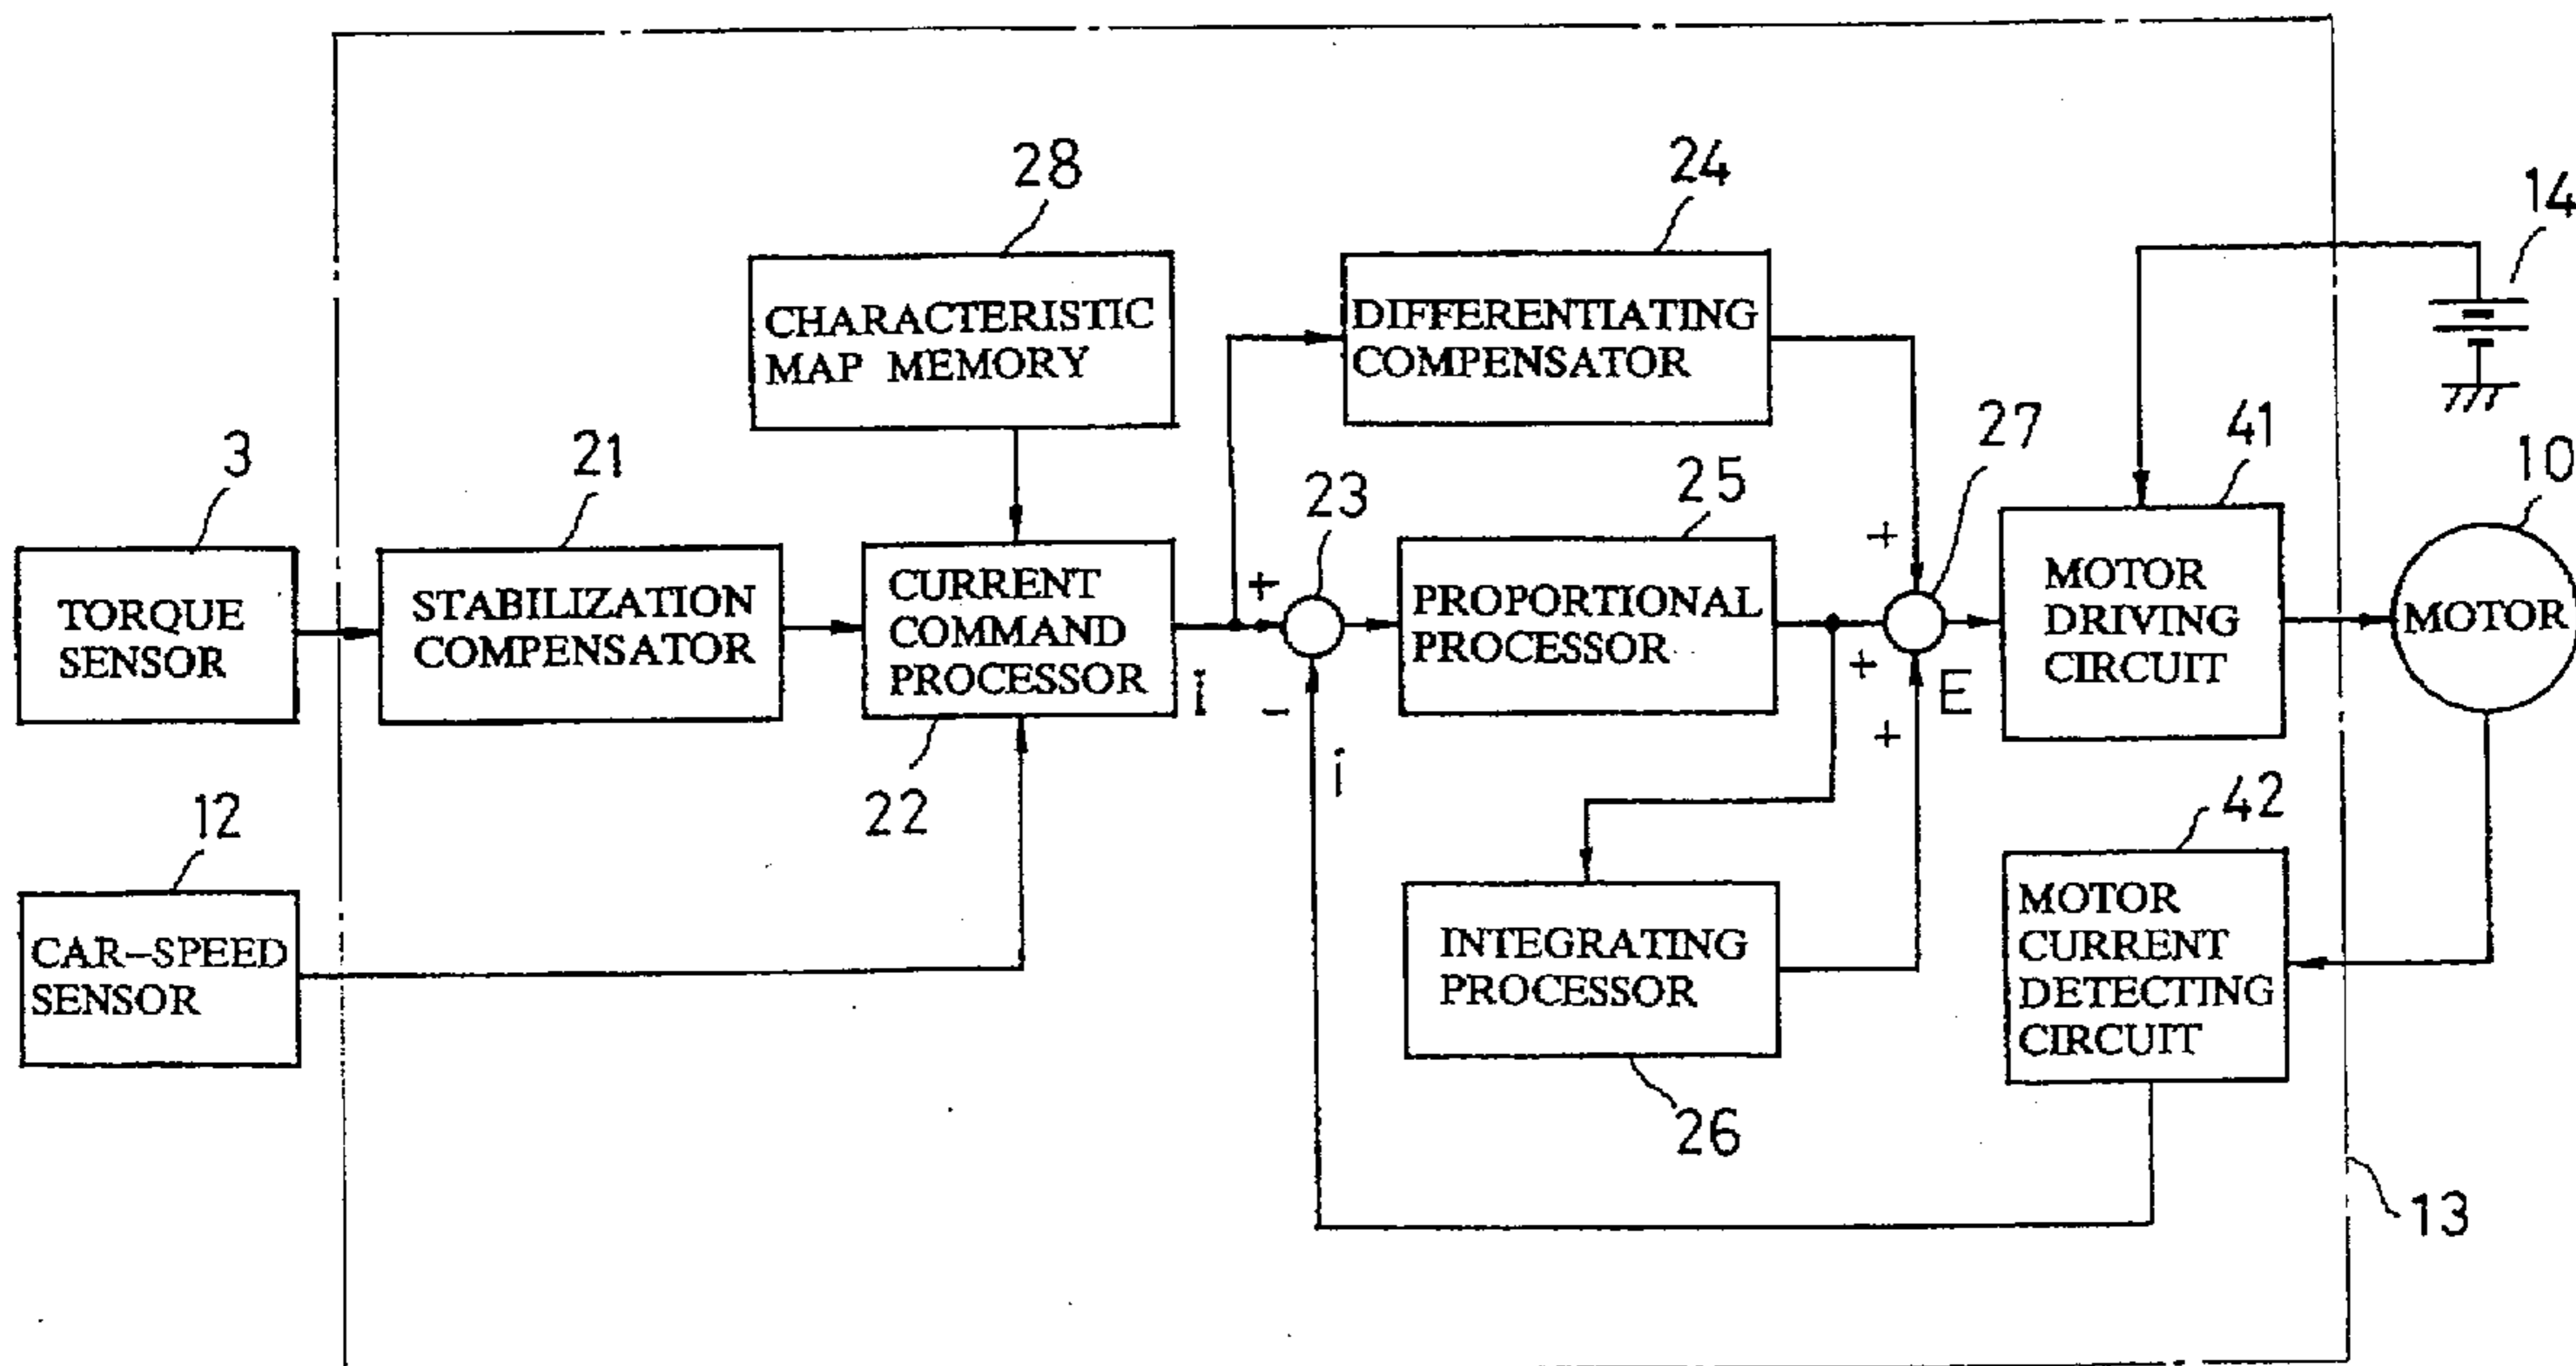 28
24
14
CHARACTERISTIC
MAP MEMORY
DIFFERENTIATING
COMPENSATOR
3
21
23
25
27
41
10
+
TORQUE
SENSOR
STABILIZATION
COMPENSATOR
CURRENT
COMMAND
PROCESSOR
+
PROPORTIONAL
PROCESSOR
MOTOR
DRIVING
CIRCUIT
MOTOR
I
-
+
E
+
i
12
22
42
CAR-SPEED
SENSOR
INTEGRATING
PROCESSOR
MOTOR
CURRENT
DETECTING
CIRCUIT
26
13